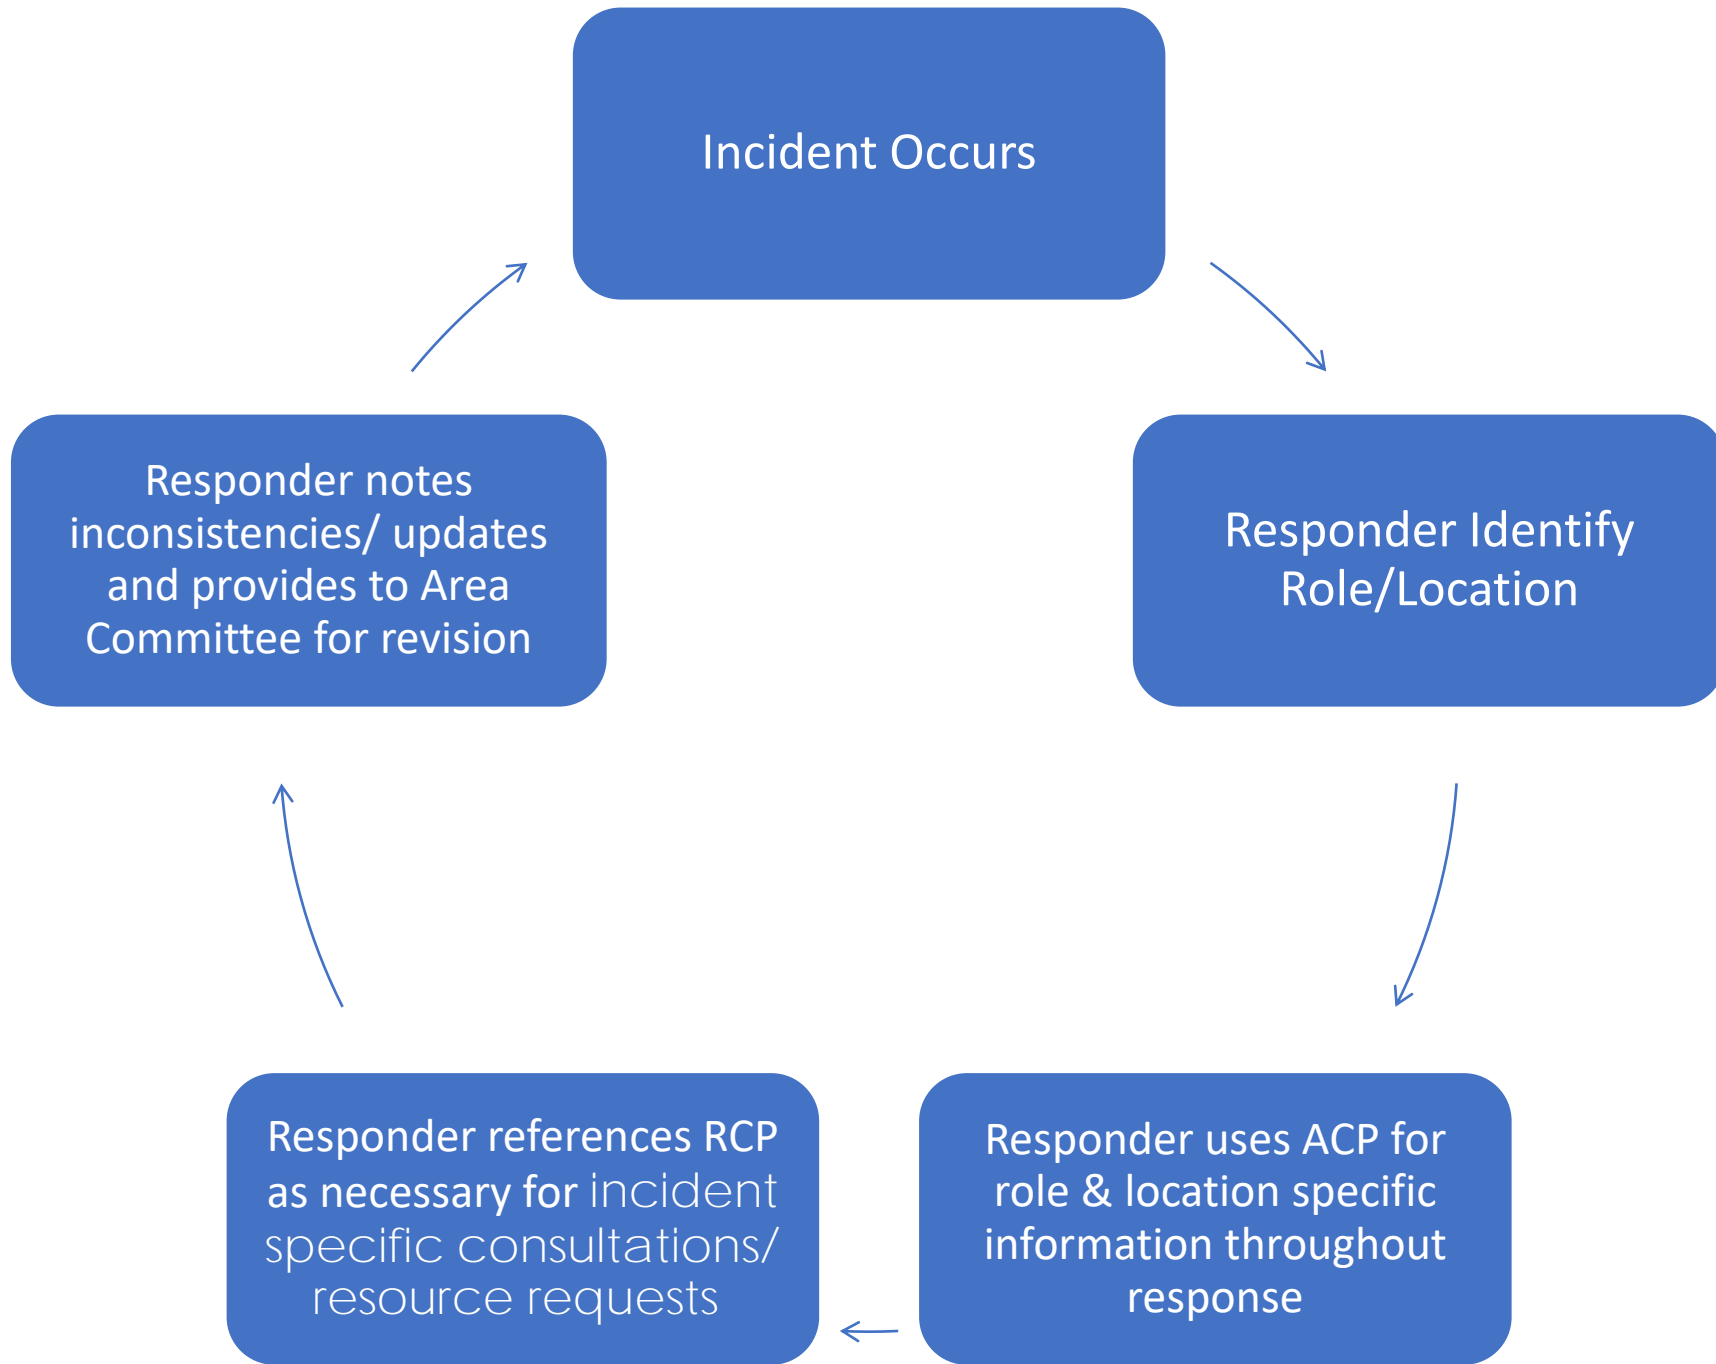 Incident Occurs
Responder Identify
Role/Location
Responder uses ACP for
role & location specific
information throughout
response
Responder references RCP
as necessary for incident
specific consultations/
resource requests
Responder notes
inconsistencies/ updates
and provides to Area
Committee for revision